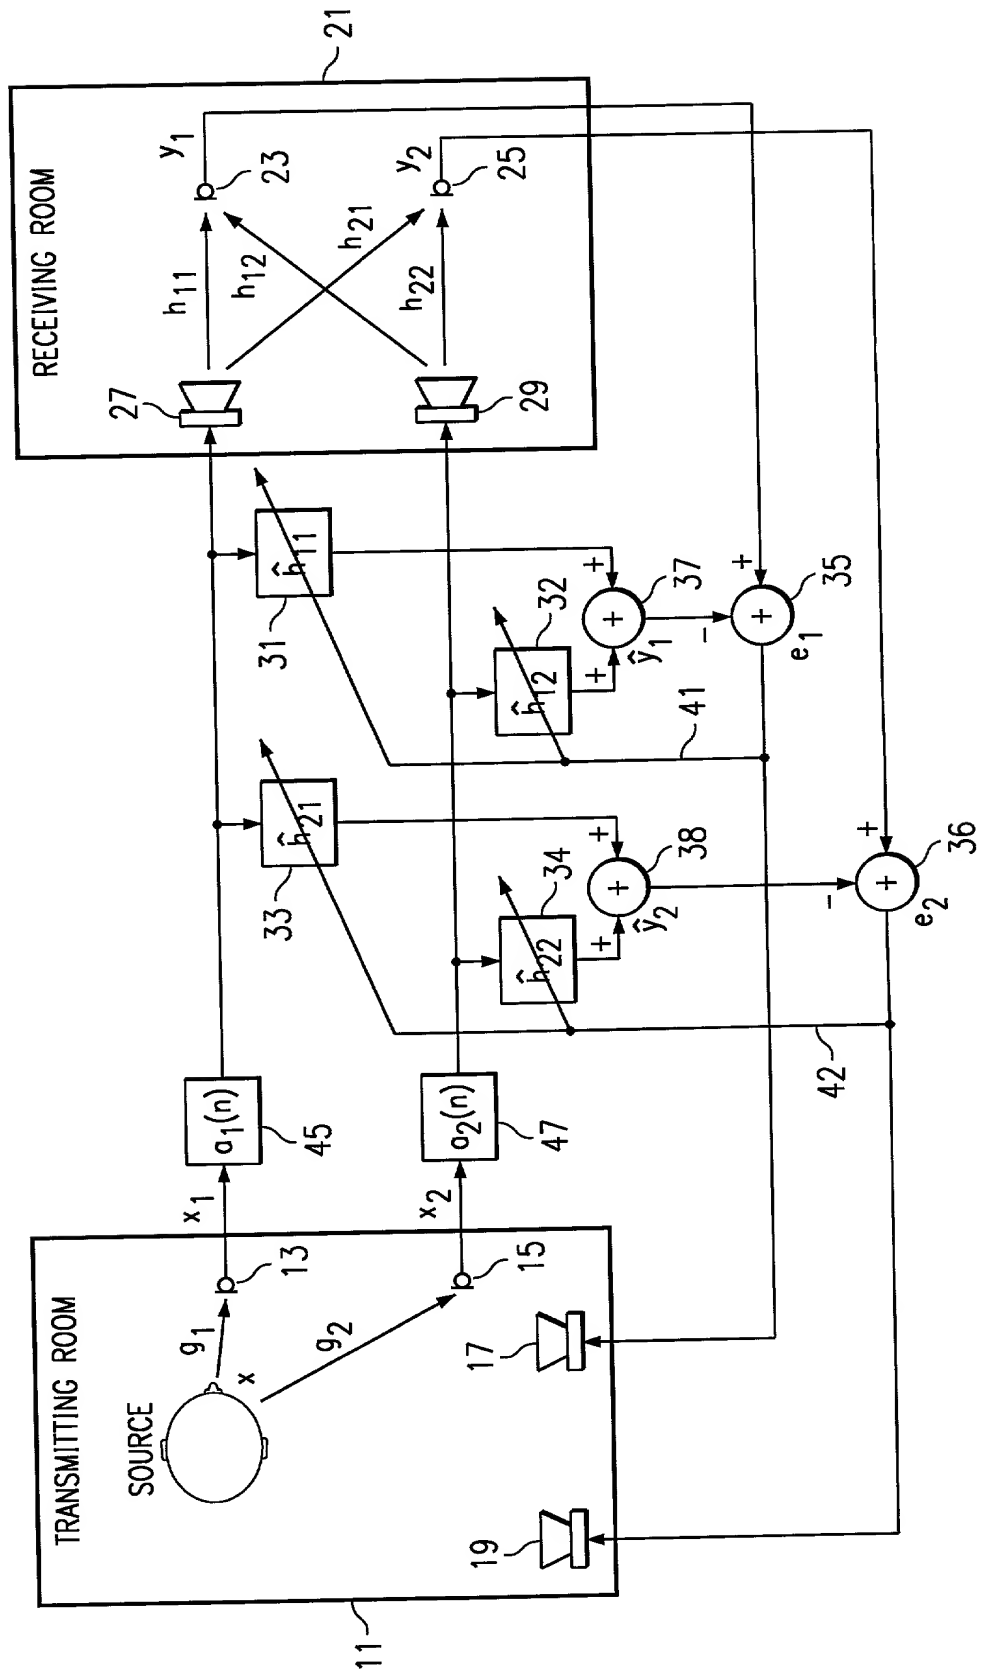 TRANSMITTING ROOM
SOURCE
x
g1
g2
13
15
17
19
11
x1
x2
a1(n)
45
a2(n)
47
ĥ21
33
ĥ22
34
38
ŷ2
+
+
+
42
ĥ11
31
ĥ12
32
37
ŷ1
+
+
+
41
-
+
+
35
e1
-
+
+
36
e2
RECEIVING ROOM
27
29
h11
h12
h21
h22
23
25
y1
y2
21